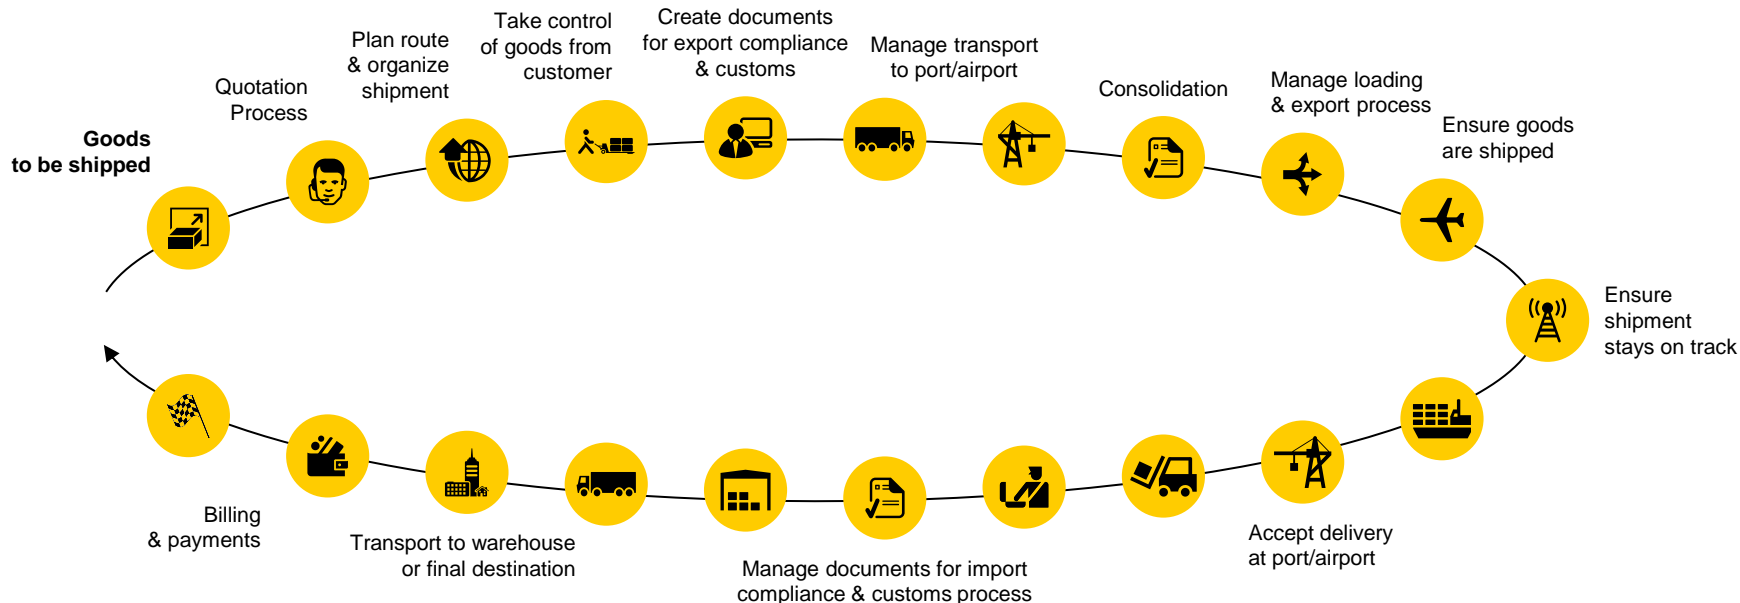 Goods
to be shipped
Quotation
Process
Plan route
& organize
shipment
Take control
of goods from
customer
Create documents
for export compliance
& customs
Manage transport
to port/airport
Consolidation
Manage loading
& export process
Ensure goods
are shipped
Ensure
shipment
stays on track
Accept delivery
at port/airport
Manage documents for import
compliance & customs process
Transport to warehouse
or final destination
Billing
& payments